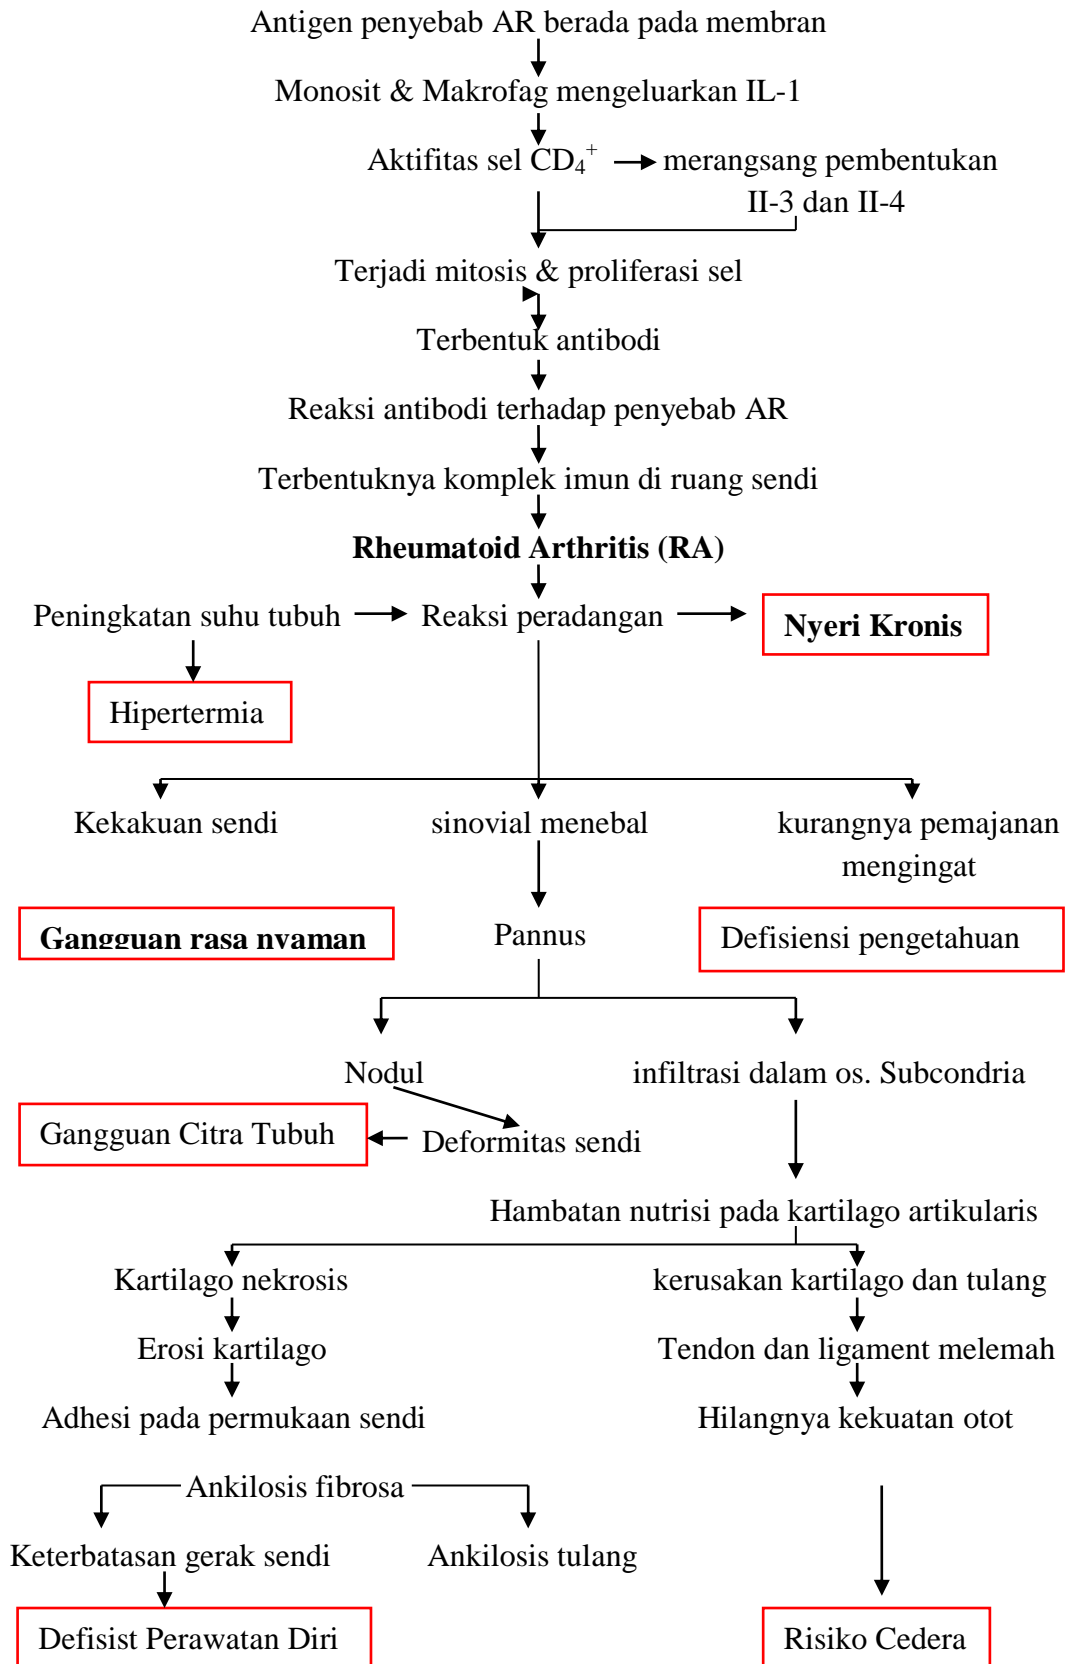 Antigen penyebab AR berada pada membran
Monosit & Makrofag mengeluarkan IL-1
Aktifitas sel CD₄⁺ merangsang pembentukan
II-3 dan II-4
Terjadi mitosis & proliferasi sel
Terbentuk antibodi
Reaksi antibodi terhadap penyebab AR
Terbentuknya komplek imun di ruang sendi
Rheumatoid Arthritis (RA)
Peningkatan suhu tubuh Reaksi peradangan Nyeri Kronis
Hipertermia
Kekakuan sendi sinovial menebal kurangnya pemajanan
mengingat
Gangguan rasa nyaman Pannus Defisiensi pengetahuan
Nodul infiltrasi dalam os. Subcondria
Gangguan Citra Tubuh Deformitas sendi
Hambatan nutrisi pada kartilago artikularis
Kartilago nekrosis kerusakan kartilago dan tulang
Erosi kartilago Tendon dan ligament melemah
Adhesi pada permukaan sendi Hilangnya kekuatan otot
Ankilosis fibrosa
Keterbatasan gerak sendi Ankilosis tulang
Defisist Perawatan Diri Risiko Cedera